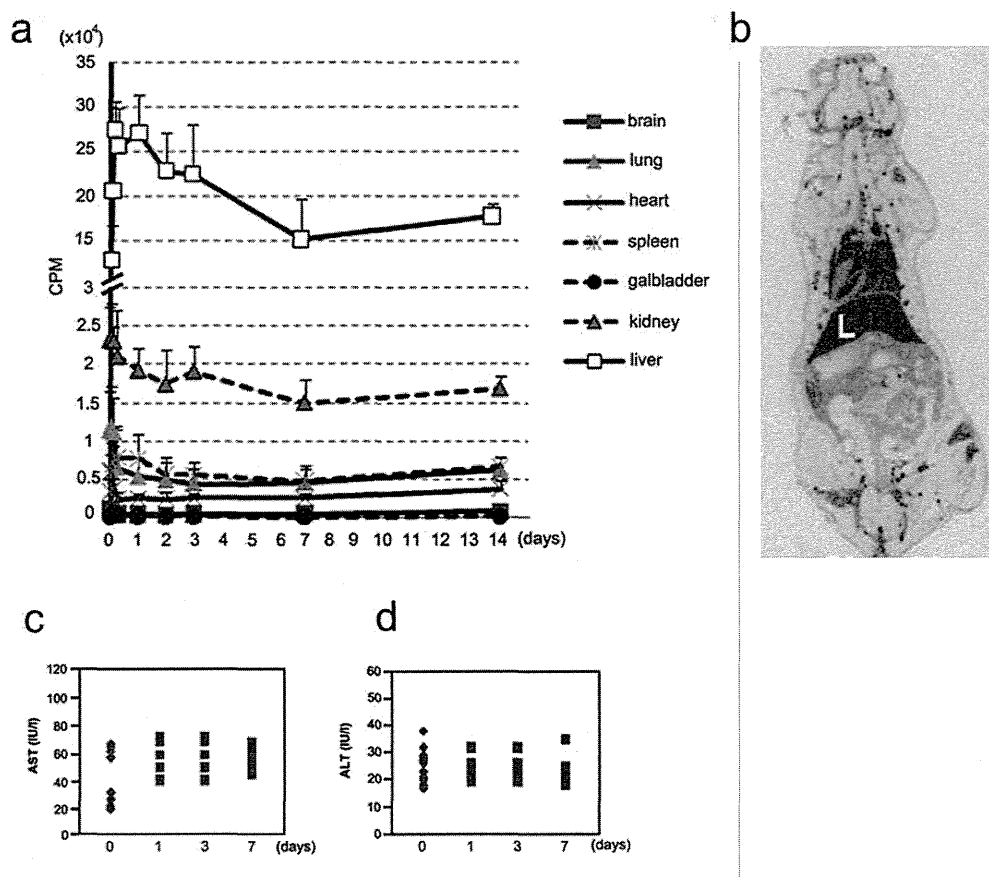 a
(x10⁴)
35
30
25
20
15
3
2.5
2
1.5
1
0.5
0
CPM
0 1 2 3 4 5 6 7 8 9 10 11 12 13 14 (days)
brain
lung
heart
spleen
galbladder
kidney
liver
b
L
c
120
100
80
60
40
20
0
AST (IU/l)
0 1 3 7 (days)
d
60
50
40
30
20
10
0
ALT (IU/l)
0 1 3 7 (days)